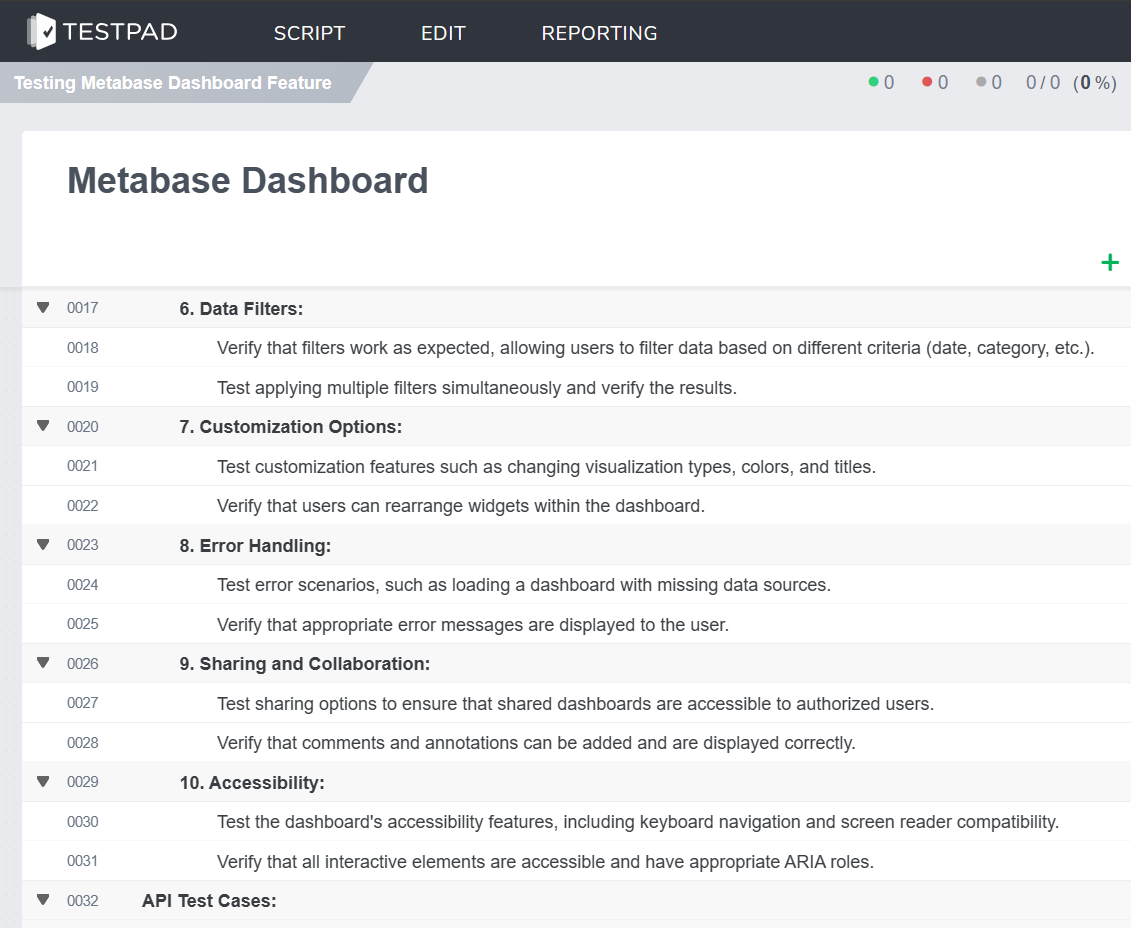 TESTPAD SCRIPT EDIT REPORTING
Testing Metabase Dashboard Feature 0 0 0 0 / 0 (0 %)
Metabase Dashboard
+
0017 6. Data Filters:
0018 Verify that filters work as expected, allowing users to filter data based on different criteria (date, category, etc.).
0019 Test applying multiple filters simultaneously and verify the results.
0020 7. Customization Options:
0021 Test customization features such as changing visualization types, colors, and titles.
0022 Verify that users can rearrange widgets within the dashboard.
0023 8. Error Handling:
0024 Test error scenarios, such as loading a dashboard with missing data sources.
0025 Verify that appropriate error messages are displayed to the user.
0026 9. Sharing and Collaboration:
0027 Test sharing options to ensure that shared dashboards are accessible to authorized users.
0028 Verify that comments and annotations can be added and are displayed correctly.
0029 10. Accessibility:
0030 Test the dashboard's accessibility features, including keyboard navigation and screen reader compatibility.
0031 Verify that all interactive elements are accessible and have appropriate ARIA roles.
0032 API Test Cases: